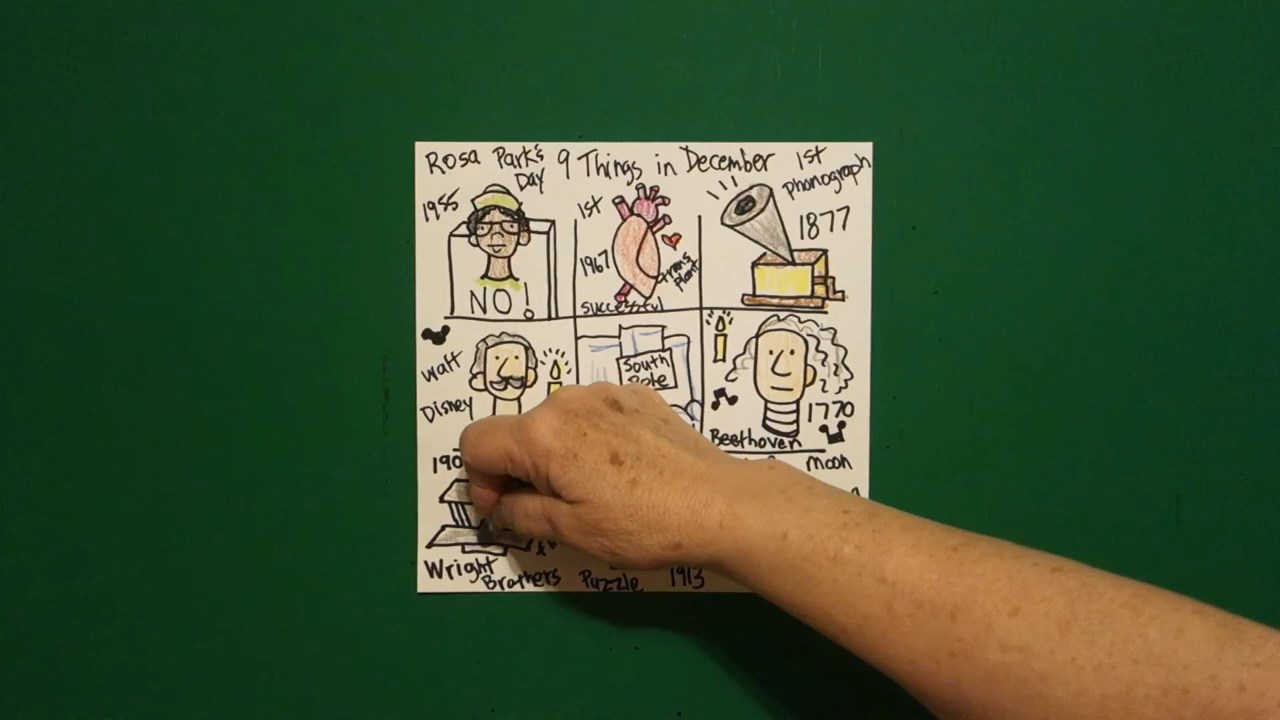 Rosa Park's
Day
9 Things in December
1st
phonograph
1955
1st
1877
1967
trans
plant
NO!
successful
Walt
Disney
South
Pole
1770
Beethoven
190
moon
Wright
Brothers
Puzzle
1913